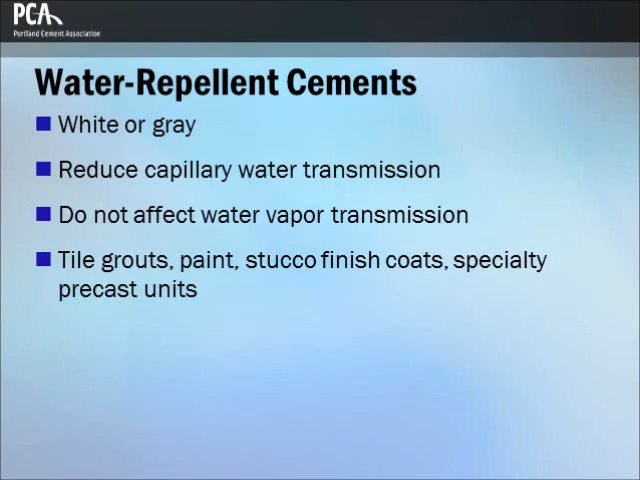 PCA
Portland Cement Association
Water-Repellent Cements
White or gray
Reduce capillary water transmission
Do not affect water vapor transmission
Tile grouts, paint, stucco finish coats, specialty
precast units